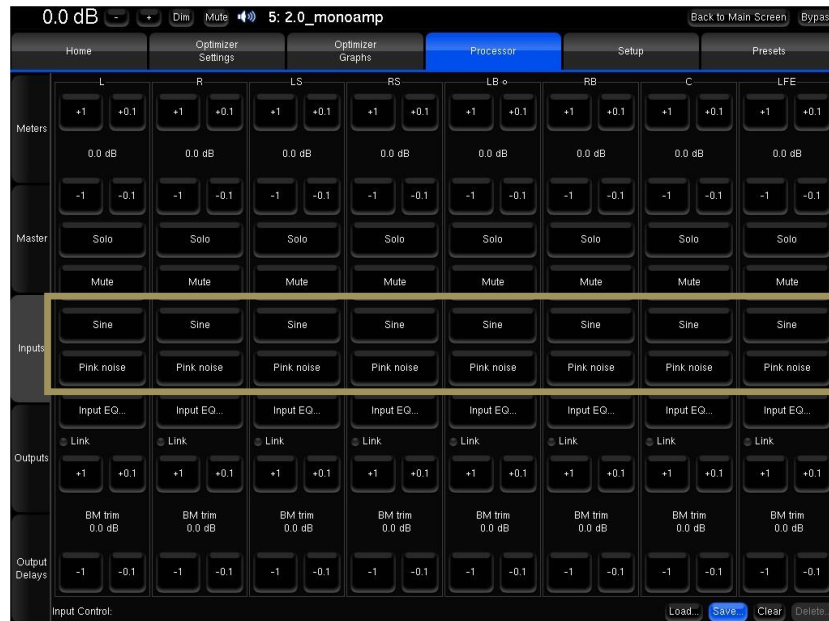 0.0 dB - + Dim Mute 5: 2.0_monoamp Back to Main Screen Bypas
Home Optimizer Settings Optimizer Graphs Processor Setup Presets
L R LS RS LB RB C LFE
+1 +0.1 +1 +0.1 +1 +0.1 +1 +0.1 +1 +0.1 +1 +0.1 +1 +0.1 +1 +0.1
Meters
0.0 dB 0.0 dB 0.0 dB 0.0 dB 0.0 dB 0.0 dB 0.0 dB 0.0 dB
-1 -0.1 -1 -0.1 -1 -0.1 -1 -0.1 -1 -0.1 -1 -0.1 -1 -0.1 -1 -0.1
Master Solo Solo Solo Solo Solo Solo Solo Solo
Mute Mute Mute Mute Mute Mute Mute Mute
Sine Sine Sine Sine Sine Sine Sine Sine
Inputs
Pink noise Pink noise Pink noise Pink noise Pink noise Pink noise Pink noise Pink noise
Input EQ... Input EQ... Input EQ... Input EQ... Input EQ... Input EQ... Input EQ... Input EQ...
Link Link Link Link Link Link Link Link
Outputs
+1 +0.1 +1 +0.1 +1 +0.1 +1 +0.1 +1 +0.1 +1 +0.1 +1 +0.1 +1 +0.1
BM trim BM trim BM trim BM trim BM trim BM trim BM trim BM trim
0.0 dB 0.0 dB 0.0 dB 0.0 dB 0.0 dB 0.0 dB 0.0 dB 0.0 dB
Output Delays
-1 -0.1 -1 -0.1 -1 -0.1 -1 -0.1 -1 -0.1 -1 -0.1 -1 -0.1 -1 -0.1
Input Control: Load... Save... Clear Delete...